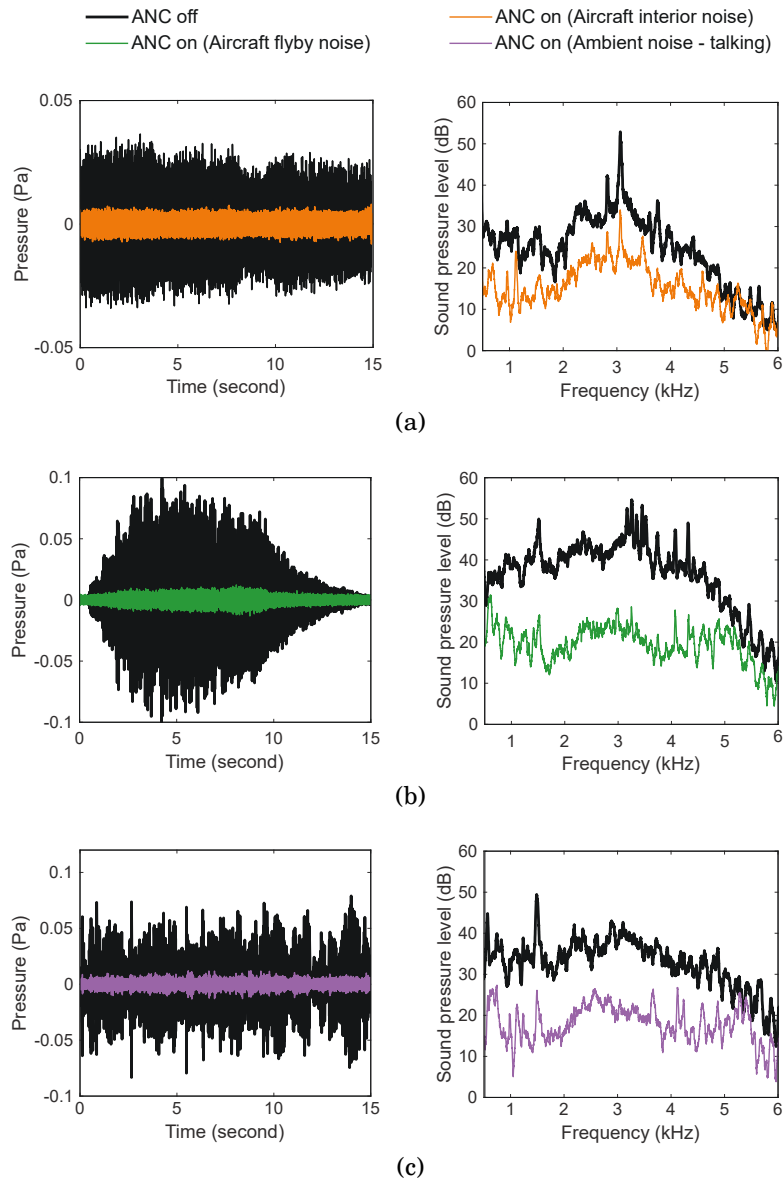 ANC off
ANC on (Aircraft interior noise)
ANC on (Aircraft flyby noise)
ANC on (Ambient noise - talking)
0.05
0
-0.05
Pressure (Pa)
0 5 10 15
Time (second)
60
50
40
30
20
10
0
Sound pressure level (dB)
1 2 3 4 5 6
Frequency (kHz)
(a)
0.1
0.05
0
-0.05
-0.1
Pressure (Pa)
0 5 10 15
Time (second)
60
50
40
30
20
10
0
Sound pressure level (dB)
1 2 3 4 5 6
Frequency (kHz)
(b)
0.1
0.05
0
-0.05
-0.1
Pressure (Pa)
0 5 10 15
Time (second)
60
50
40
30
20
10
0
Sound pressure level (dB)
1 2 3 4 5 6
Frequency (kHz)
(c)